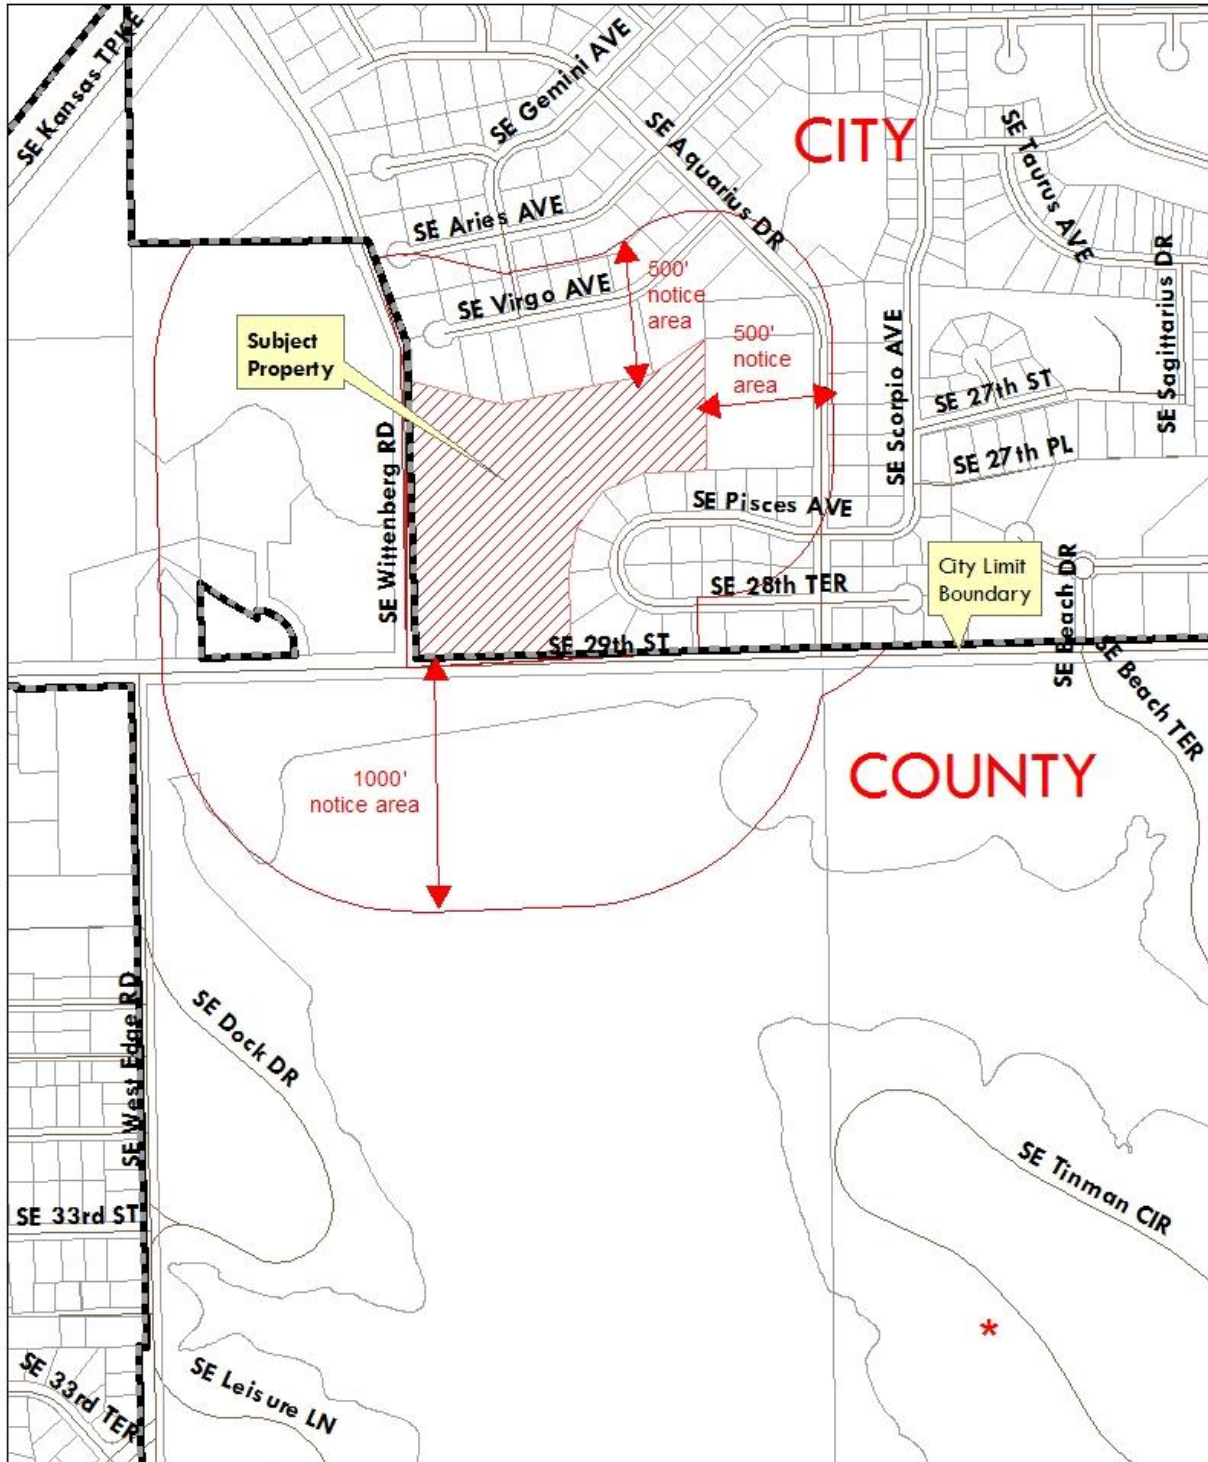 SE Kansas TPKE
SE Gemini AVE
SE Aquarius DR
CITY
SE Taurus AVE
SE Aries AVE
SE Virgo AVE
500'
notice
area
SE Sagittarius DR
Subject
Property
500'
notice
area
SE Scorpio AVE
SE 27th ST
SE 27th PL
SE Wittenberg RD
SE Pisces AVE
City Limit
Boundary
SE 28th TER
SE Beach DR
SE 29th ST
SE Beach TER
1000'
notice area
COUNTY
SE West Edge RD
SE Dock DR
SE Tinman CIR
SE 33rd ST
*
SE 33rd TER
SE Leisure LN